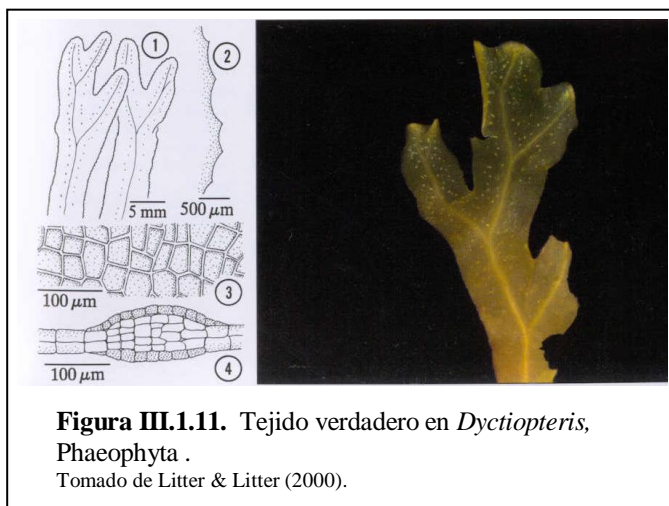 1
2
5 mm
500 µm
100 µm
3
100 µm
4
Figura III.1.11. Tejido verdadero en Dyctiopteris,
Phaeophyta .
Tomado de Litter & Litter (2000).